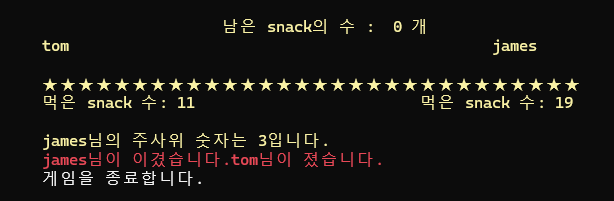 남은 snack의 수 : 0 개
tom james
★★★★★★★★★★★★★★★★★★★★★★★★★★★★★★
먹은 snack 수: 11 먹은 snack 수: 19
james님의 주사위 숫자는 3입니다.
james님이 이겼습니다.tom님이 졌습니다.
게임을 종료합니다.